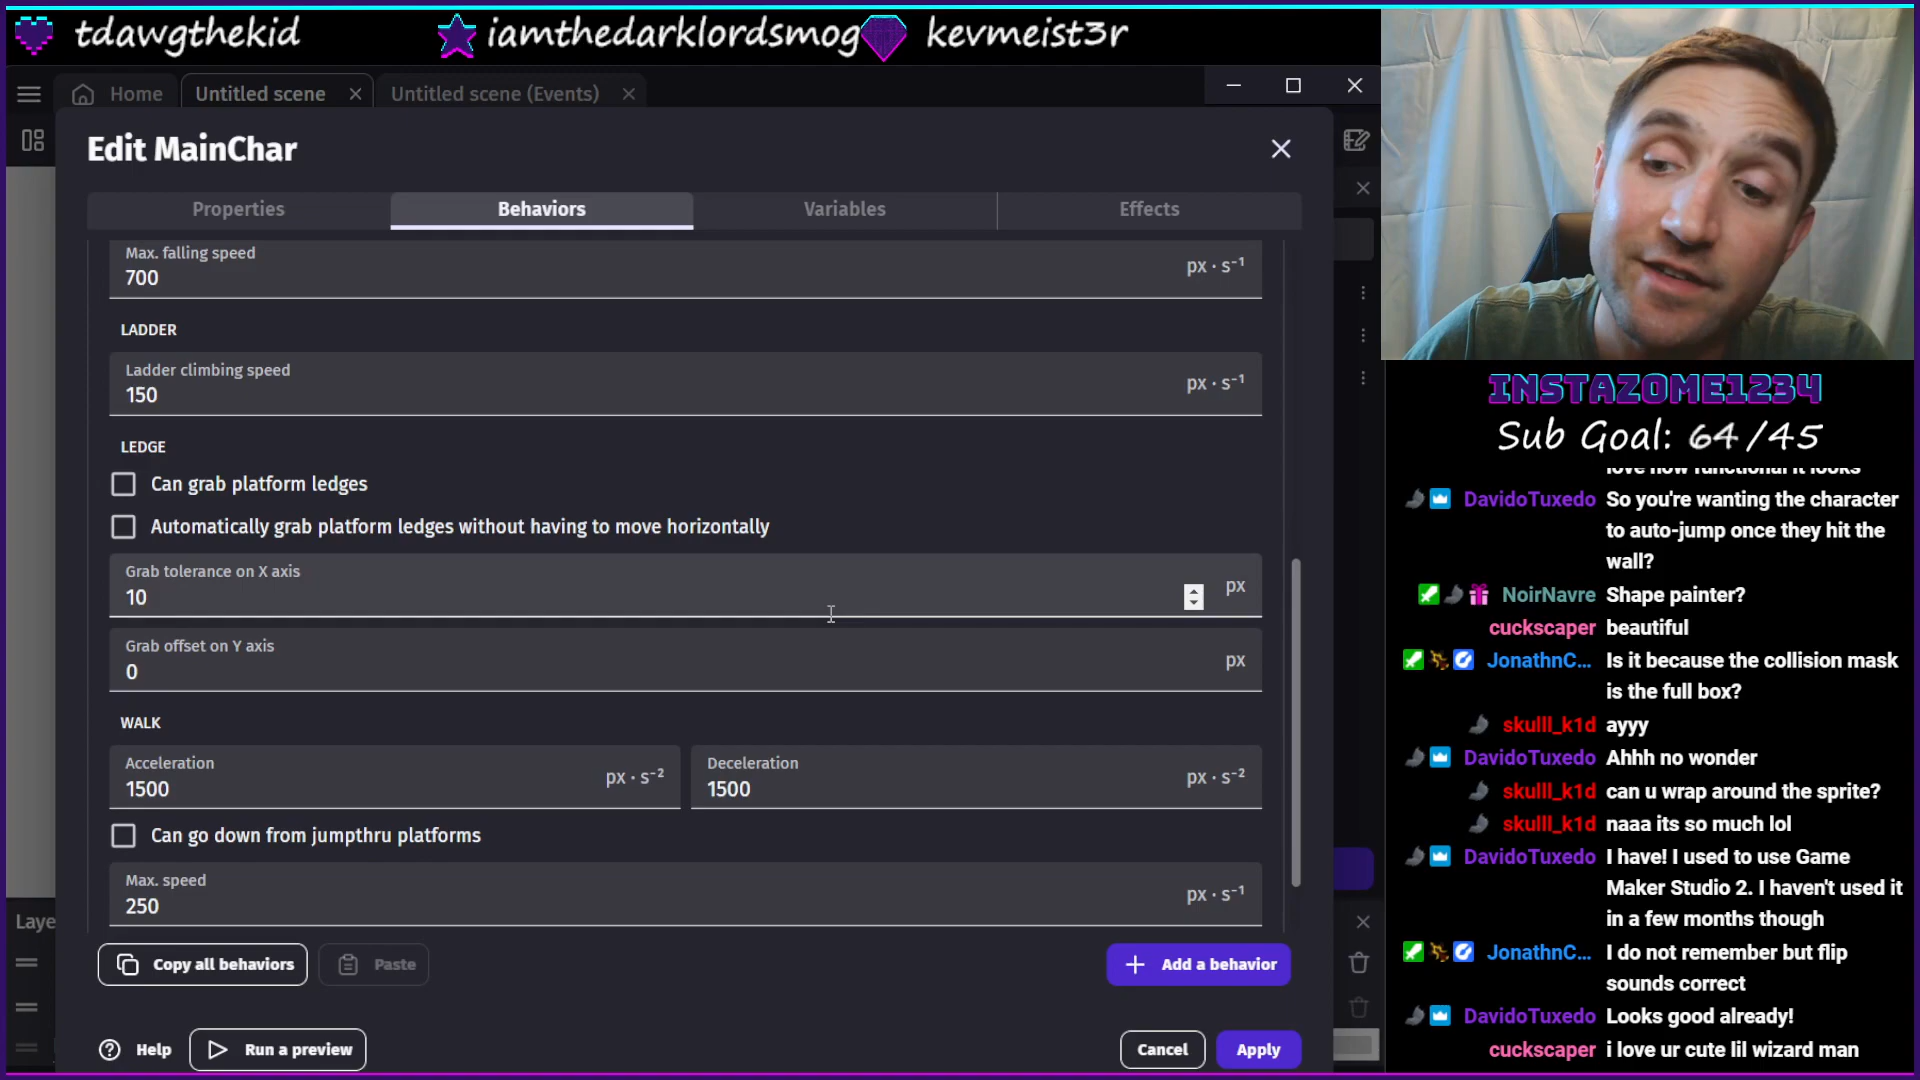 tdawgthekid iamthedarklordsmog kevmeist3r
Home Untitled scene Untitled scene (Events)
Edit MainChar
Properties Behaviors Variables Effects
Max. falling speed
700 px · s⁻¹
LADDER
Ladder climbing speed
150 px · s⁻¹
LEDGE
Can grab platform ledges
Automatically grab platform ledges without having to move horizontally
Grab tolerance on X axis
10 px
Grab offset on Y axis
0 px
WALK
Acceleration
1500 px · s⁻²
Deceleration
1500 px · s⁻²
Can go down from jumpthru platforms
Max. speed
250 px · s⁻¹
Laye
Copy all behaviors Paste Add a behavior
Help Run a preview Cancel Apply
INSTAZOME1234
Sub Goal: 64/45
love how functional it looks
DavidoTuxedo So you're wanting the character
to auto-jump once they hit the
wall?
NoirNavre Shape painter?
cuckscaper beautiful
JonathnC... Is it because the collision mask
is the full box?
skulll_k1d ayyy
DavidoTuxedo Ahhh no wonder
skulll_k1d can u wrap around the sprite?
skulll_k1d naaa its so much lol
DavidoTuxedo I have! I used to use Game
Maker Studio 2. I haven't used it
in a few months though
JonathnC... I do not remember but flip
sounds correct
DavidoTuxedo Looks good already!
cuckscaper i love ur cute lil wizard man